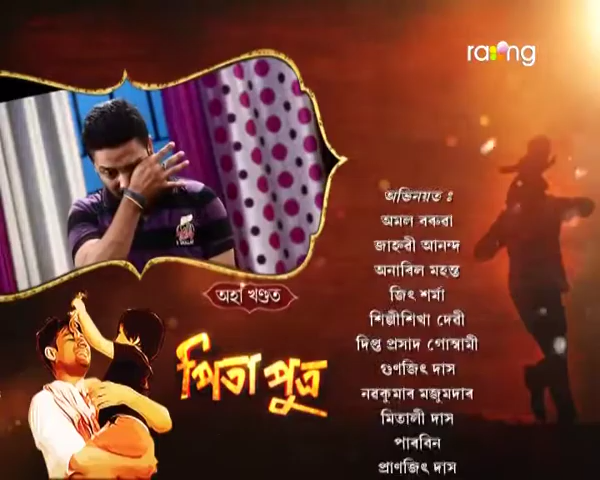 rang
অভিনয়ত :
অমল বৰুৱা
জাহ্নৱী আনন্দ
অনাবিল মহন্ত
জিৎ শৰ্মা
শিল্পীশিখা দেৱী
দিপ্ত প্ৰসাদ গোস্বামী
গুণজিৎ দাস
নৱকুমাৰ মজুমদাৰ
মিতালী দাস
পাৰবিন
প্ৰাণজিৎ দাস
অহা খণ্ডত
পিতা পুত্ৰ